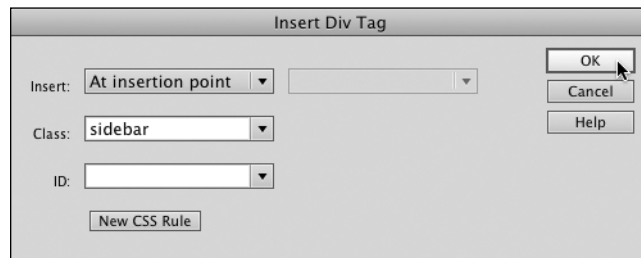 Insert Div Tag
Insert: At insertion point
OK
Cancel
Class: sidebar
Help
ID:
New CSS Rule